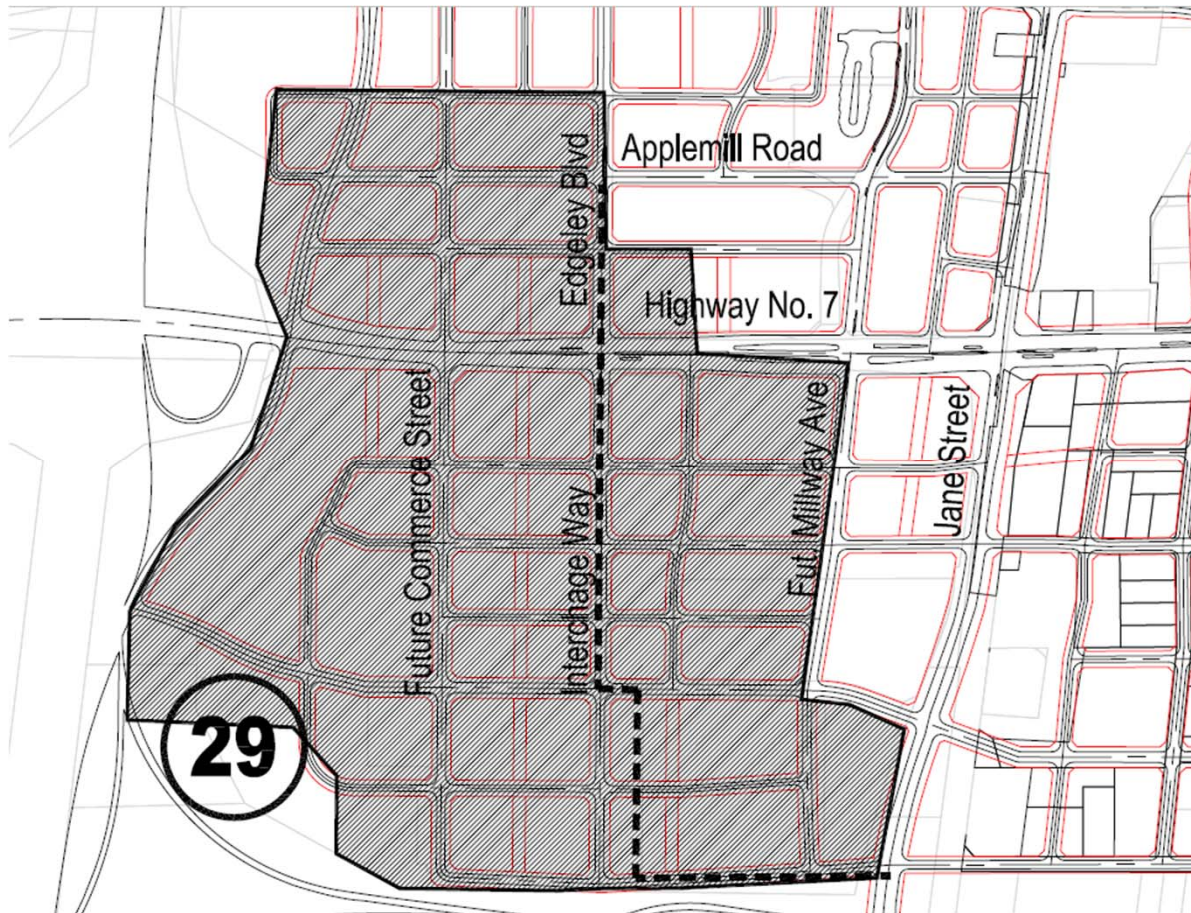 Applemill Road
Edgeley Blvd
Highway No. 7
Future Commerce Street
Interchage Way
Fut. Millway Ave
Jane Street
29